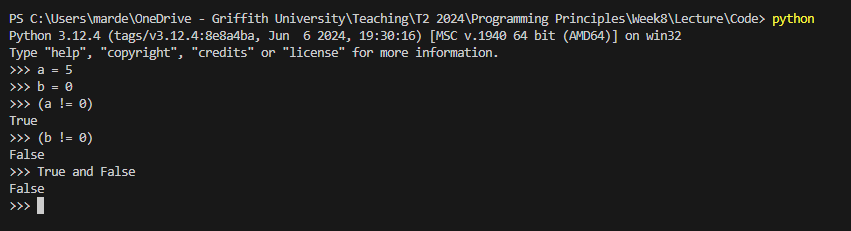 PS C:\Users\marde\OneDrive - Griffith University\Teaching\T2 2024\Programming Principles\Week8\Lecture\Code> python
Python 3.12.4 (tags/v3.12.4:8e8a4ba, Jun  6 2024, 19:30:16) [MSC v.1940 64 bit (AMD64)] on win32
Type "help", "copyright", "credits" or "license" for more information.
>>> a = 5
>>> b = 0
>>> (a != 0)
True
>>> (b != 0)
False
>>> True and False
False
>>>